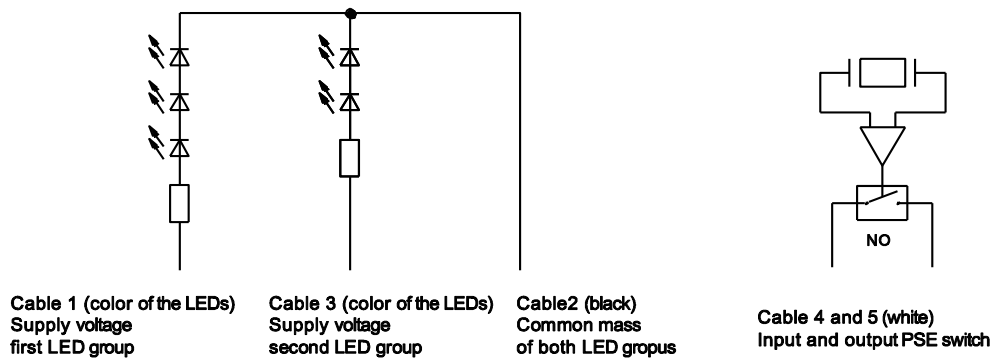 NO
Cable 1 (color of the LEDs)
Supply voltage
first LED group
Cable 3 (color of the LEDs)
Supply voltage
second LED group
Cable2 (black)
Common mass
of both LED gropus
Cable 4 and 5 (white)
Input and output PSE switch